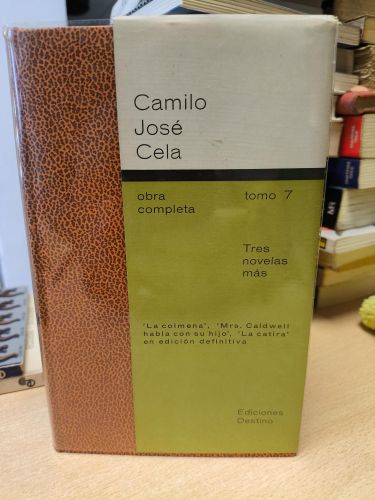 Camilo
José
Cela
obra tomo 7
completa
Tres
novelas
más
'La colmena', 'Mrs. Caldwell
habla con su hijo', 'La catira'
en edición definitiva
Ediciones
Destino